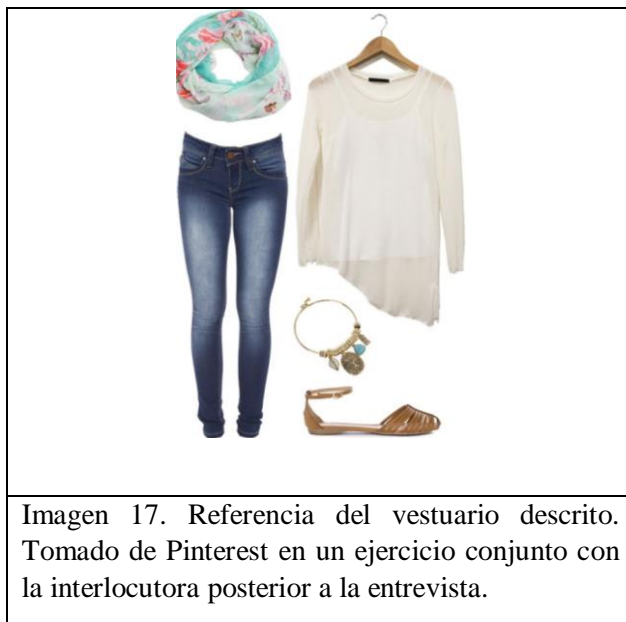 Imagen 17. Referencia del vestuario descrito.
Tomado de Pinterest en un ejercicio conjunto con
la interlocutora posterior a la entrevista.